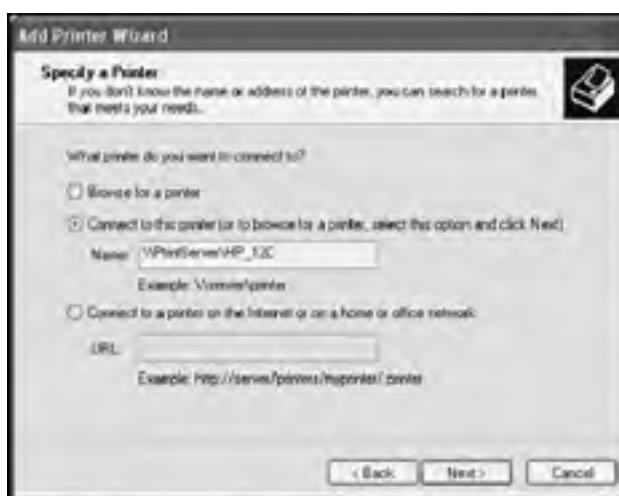 Add Printer Wizard
Specify a Printer
If you don't know the name or address of the printer, you can search for a printer
that meets your needs.
What printer do you want to connect to?
Browse for a printer
Connect to this printer (or to browse for a printer, select this option and click Next):
Name: \\PrintServer\HP_12C
Example: \\server\printer
Connect to a printer on the Internet or on a home or office network:
URL:
Example: http://server/printers/myprinter/.printer
< Back
Next >
Cancel